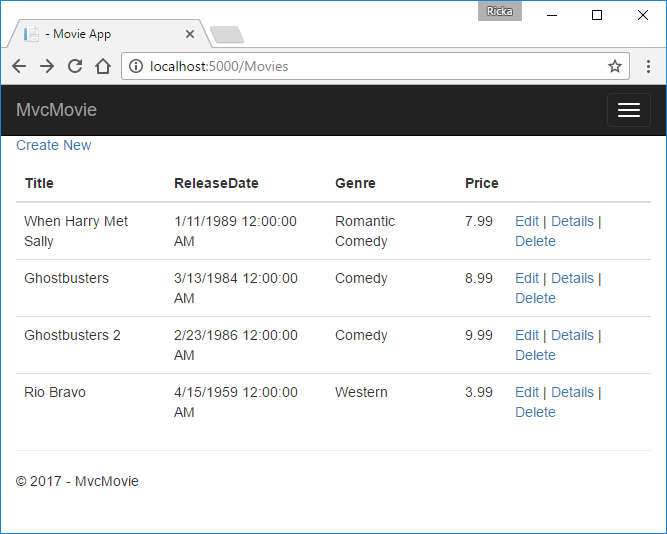 Ricka
- Movie App
localhost:5000/Movies
MvcMovie
Create New
Title ReleaseDate Genre Price
When Harry Met Sally 1/11/1989 12:00:00 AM Romantic Comedy 7.99 Edit | Details | Delete
Ghostbusters 3/13/1984 12:00:00 AM Comedy 8.99 Edit | Details | Delete
Ghostbusters 2 2/23/1986 12:00:00 AM Comedy 9.99 Edit | Details | Delete
Rio Bravo 4/15/1959 12:00:00 AM Western 3.99 Edit | Details | Delete
© 2017 - MvcMovie